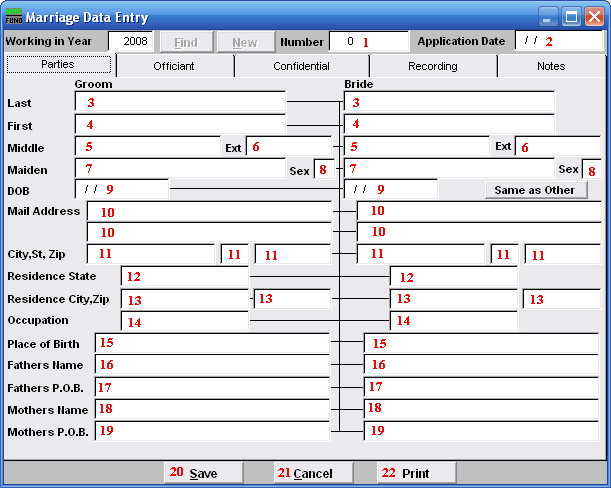 FUND Marriage Data Entry
Working in Year 2008 Find New Number 0 1 Application Date / / 2
Parties Officiant Confidential Recording Notes
Groom Bride
Last 3 3
First 4 4
Middle 5 Ext 6 5 Ext 6
Maiden 7 Sex 8 7 Sex 8
DOB / / 9 / / 9 Same as Other
Mail Address 10 10
10 10
City,St, Zip 11 11 11 11 11 11
Residence State 12 12
Residence City,Zip 13 13 13 13
Occupation 14 14
Place of Birth 15 15
Fathers Name 16 16
Fathers P.O.B. 17 17
Mothers Name 18 18
Mothers P.O.B. 19 19
20 Save 21 Cancel 22 Print